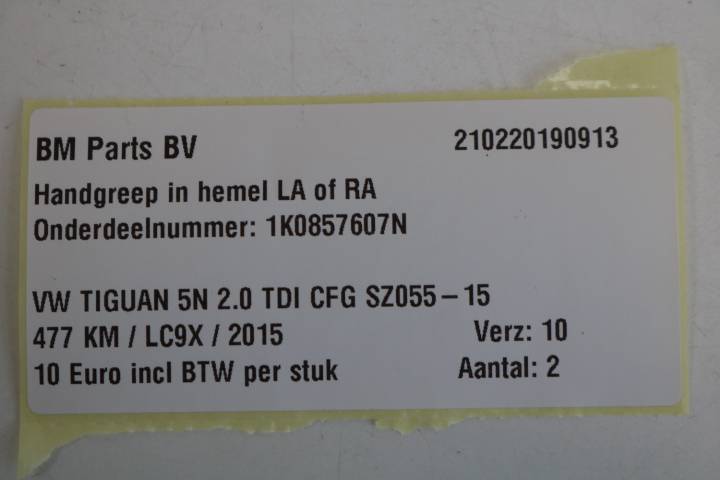 BM Parts BV 210220190913
Handgreep in hemel LA of RA
Onderdeelnummer: 1K0857607N
VW TIGUAN 5N 2.0 TDI CFG SZ055-15
477 KM / LC9X / 2015 Verz: 10
10 Euro incl BTW per stuk Aantal: 2